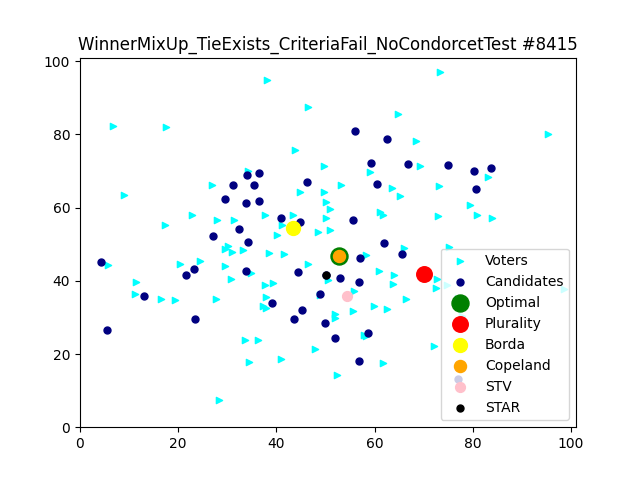 WinnerMixUp_TieExists_CriteriaFail_NoCondorcetTest #8415
100
80
60
40
20
0
0 20 40 60 80 100
Voters
Candidates
Optimal
Plurality
Borda
Copeland
STV
STAR